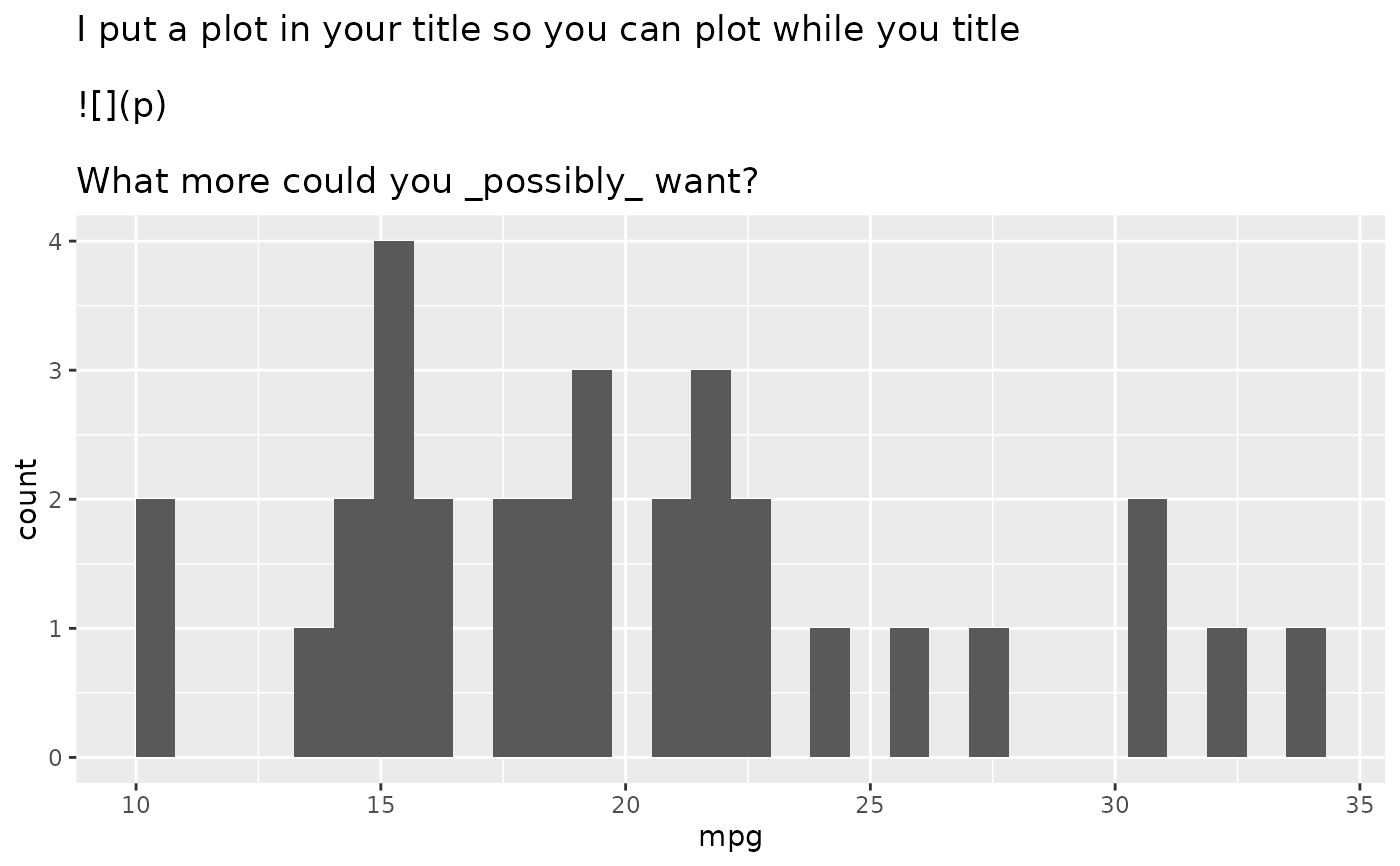 I put a plot in your title so you can plot while you title
![](p)
What more could you _possibly_ want?
4
3
2
1
0
count
10 15 20 25 30 35
mpg